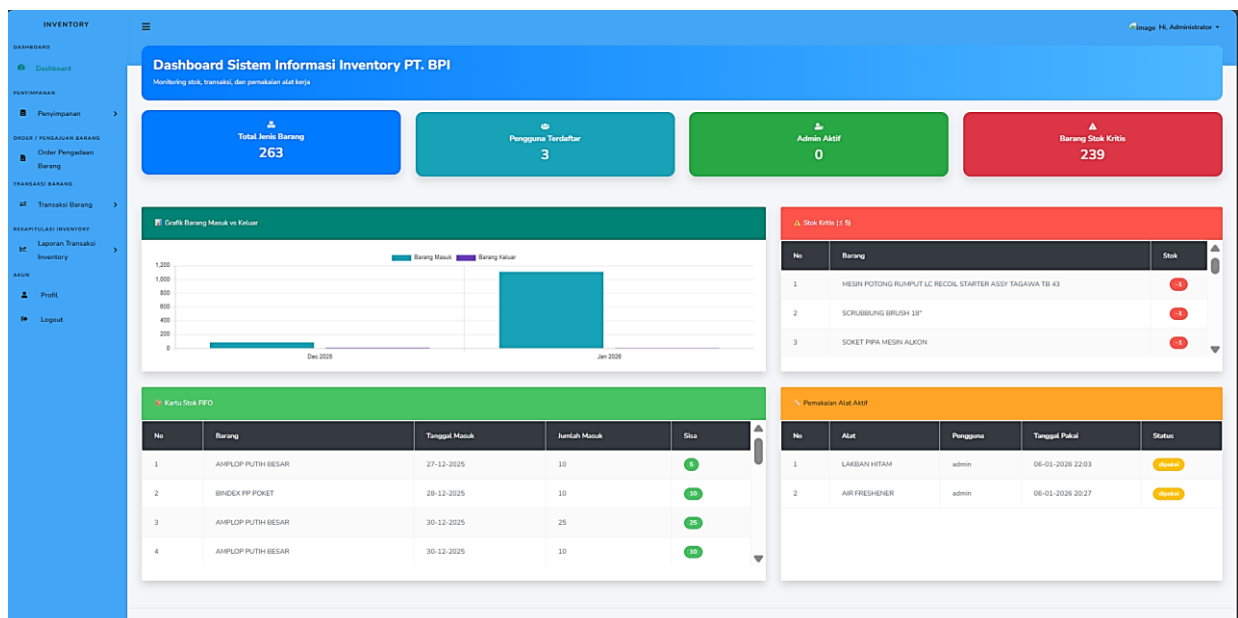 INVENTORY
Image Hi, Administrator
DASHBOARD
Dashboard
PENYIMPANAN
Penyimpanan
ORDER / PENGAJUAN BARANG
Order Pengadaan
Barang
TRANSAKSI BARANG
Transaksi Barang
REKAPITULASI INVENTORY
Laporan Transaksi
Inventory
AKUN
Profil
Logout
Dashboard Sistem Informasi Inventory PT. BPI
Monitoring stok, transaksi, dan pemakaian alat kerja
Total Jenis Barang
263
Pengguna Terdaftar
3
Admin Aktif
0
Barang Stok Kritis
239
Grafik Barang Masuk vs Keluar
Barang Masuk Barang Keluar
1,200
1,000
800
600
400
200
0
Dec 2025 Jan 2026
Stok Kritis (≤ 5)
No Barang Stok
1 MESIN POTONG RUMPUT LC RECOIL STARTER ASSY TAGAWA TB 43 -1
2 SCRUBBUNG BRUSH 18" -1
3 SOKET PIPA MESIN ALKON -1
Kartu Stok FIFO
No Barang Tanggal Masuk Jumlah Masuk Sisa
1 AMPLOP PUTIH BESAR 27-12-2025 10 5
2 BINDEX PP POKET 28-12-2025 10 10
3 AMPLOP PUTIH BESAR 30-12-2025 25 25
4 AMPLOP PUTIH BESAR 30-12-2025 10 10
Pemakaian Alat Aktif
No Alat Pengguna Tanggal Pakai Status
1 LAKBAN HITAM admin 06-01-2026 22:03 dipakai
2 AIR FRESHENER admin 06-01-2026 20:27 dipakai